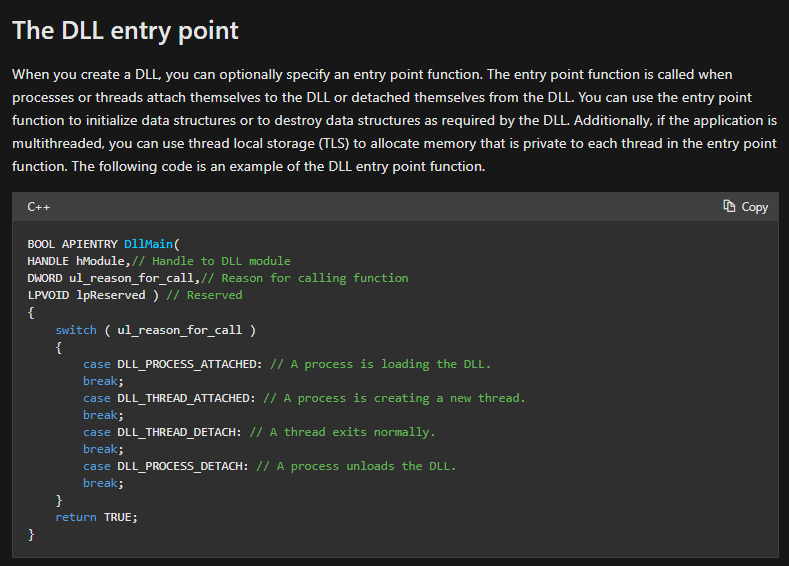 The DLL entry point
When you create a DLL, you can optionally specify an entry point function. The entry point function is called when
processes or threads attach themselves to the DLL or detached themselves from the DLL. You can use the entry point
function to initialize data structures or to destroy data structures as required by the DLL. Additionally, if the application is
multithreaded, you can use thread local storage (TLS) to allocate memory that is private to each thread in the entry point
function. The following code is an example of the DLL entry point function.
C++ Copy
BOOL APIENTRY DllMain(
HANDLE hModule,// Handle to DLL module
DWORD ul_reason_for_call,// Reason for calling function
LPVOID lpReserved ) // Reserved
{
    switch ( ul_reason_for_call )
    {
        case DLL_PROCESS_ATTACHED: // A process is loading the DLL.
        break;
        case DLL_THREAD_ATTACHED: // A process is creating a new thread.
        break;
        case DLL_THREAD_DETACH: // A thread exits normally.
        break;
        case DLL_PROCESS_DETACH: // A process unloads the DLL.
        break;
    }
    return TRUE;
}